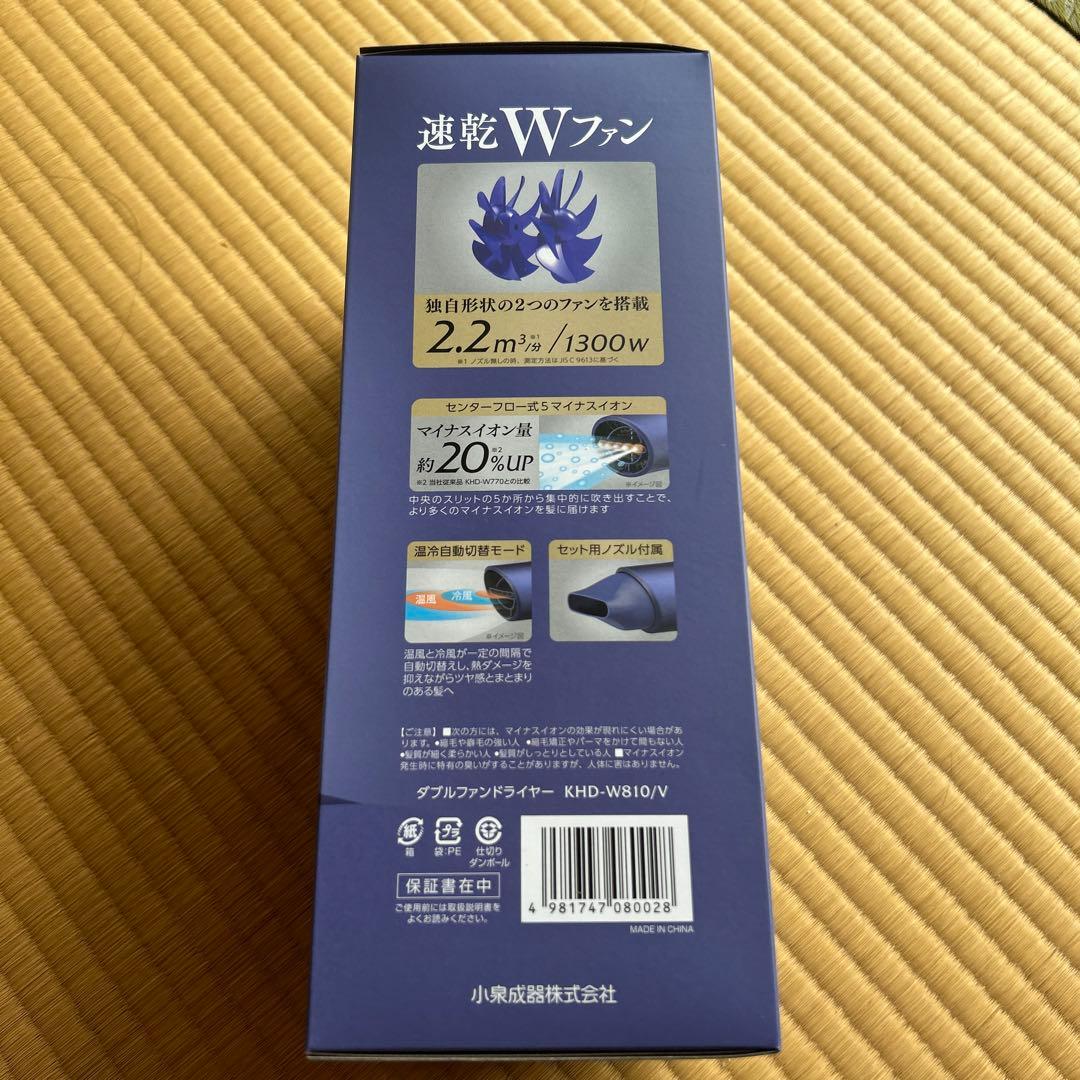 速乾Wファン
独自形状の2つのファンを搭載
2.2m³/分※1/1300w
※1 ノズル無しの時、測定方法はJIS C 9613に基づく
センターフロー式5マイナスイオン
マイナスイオン量
約20%UP※2
※2 当社従来品 KHD-W770との比較
※イメージ図
中央のスリットの5か所から集中的に吹き出すことで、
より多くのマイナスイオンを髪に届けます
温冷自動切替モード
温風
冷風
※イメージ図
セット用ノズル付属
温風と冷風が一定の間隔で
自動切替えし、熱ダメージを
抑えながらツヤ感とまとまり
のある髪へ
【ご注意】■次の方には、マイナスイオンの効果が現れにくい場合があ
ります。●縮毛や癖毛の強い人 ●縮毛矯正やパーマをかけて間もない人
●髪質が細く柔らかい人 ●髪質がしっとりとしている人 ■マイナスイオン
発生時に特有の臭いがすることがありますが、人体に害はありません。
ダブルファンドライヤー KHD-W810/V
紙
箱
プラ
袋:PE
仕切り
ダンボール
保証書在中
ご使用前には取扱説明書を
よくお読みください。
4 981747 080028
MADE IN CHINA
小泉成器株式会社